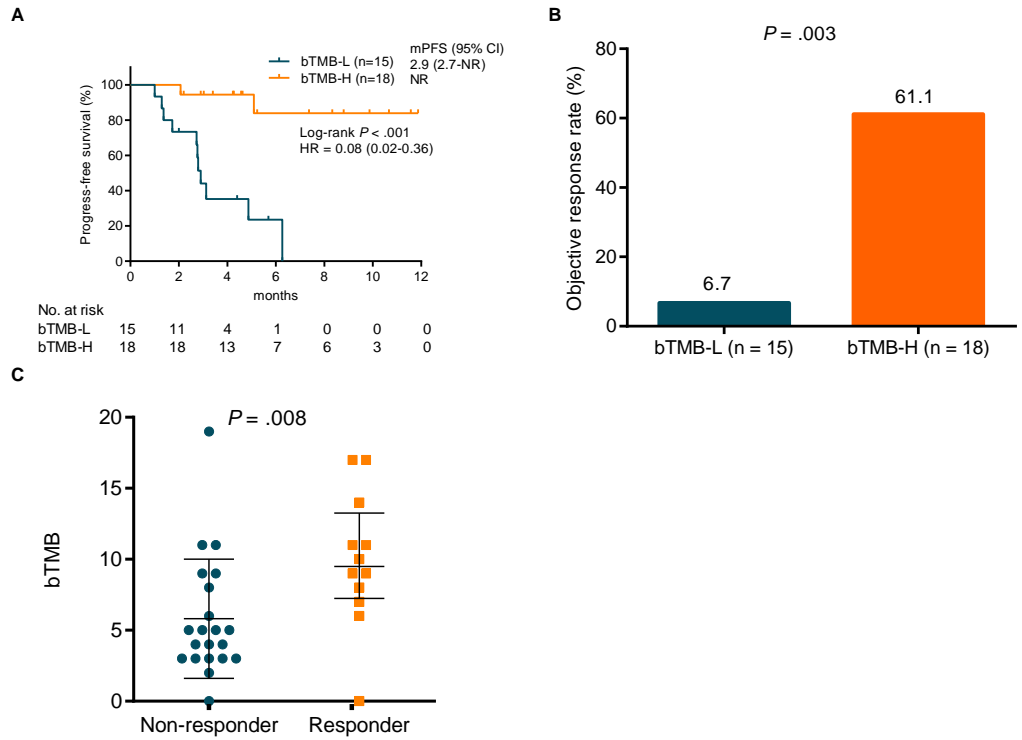 A
mPFS (95% CI)
bTMB-L (n=15) 2.9 (2.7-NR)
bTMB-H (n=18) NR
Progress-free survival (%)
100
80
60
40
20
0
Log-rank P < .001
HR = 0.08 (0.02-0.36)
0 2 4 6 8 10 12
months
No. at risk
bTMB-L 15 11 4 1 0 0 0
bTMB-H 18 18 13 7 6 3 0
B
P = .003
Objective response rate (%)
80
60
40
20
0
6.7
61.1
bTMB-L (n = 15) bTMB-H (n = 18)
C
P = .008
bTMB
20
15
10
5
0
Non-responder Responder